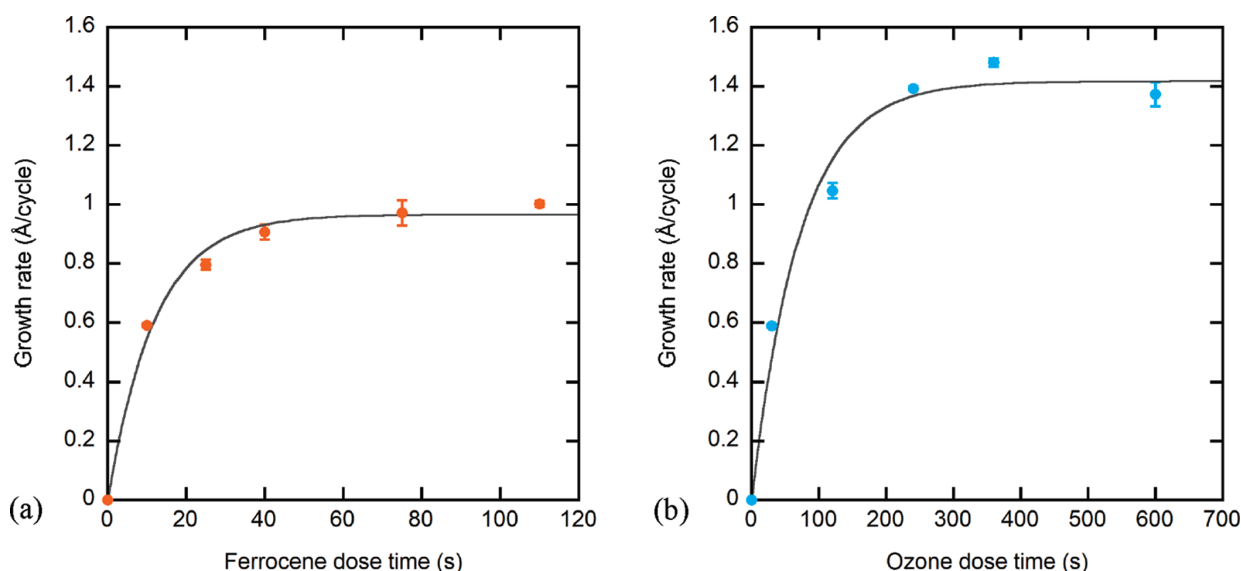 1.6
1.4
1.2
1
0.8
0.6
0.4
0.2
0
Growth rate (Å/cycle)
0 20 40 60 80 100 120
Ferrocene dose time (s)
(a)
1.6
1.4
1.2
1
0.8
0.6
0.4
0.2
0
Growth rate (Å/cycle)
0 100 200 300 400 500 600 700
Ozone dose time (s)
(b)